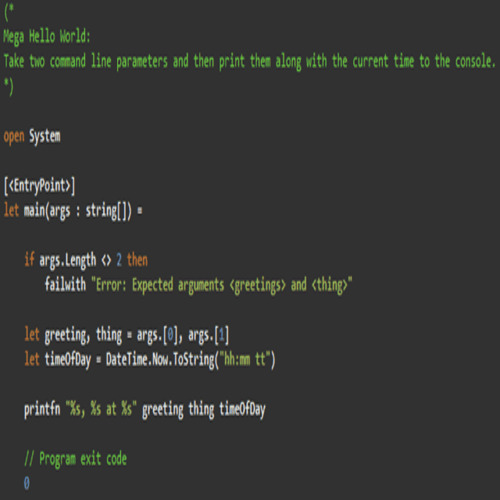 (*
Mega Hello World:
Take two command line parameters and then print them along with the current time to the console.
*)
open System
[<EntryPoint>]
let main(args : string[]) =
if args.Length <> 2 then
failwith "Error: Expected arguments <greetings> and <thing>"
let greeting, thing = args.[0], args.[1]
let timeOfDay = DateTime.Now.ToString("hh:mm tt")
printfn "%s, %s at %s" greeting thing timeOfDay
// Program exit code
0